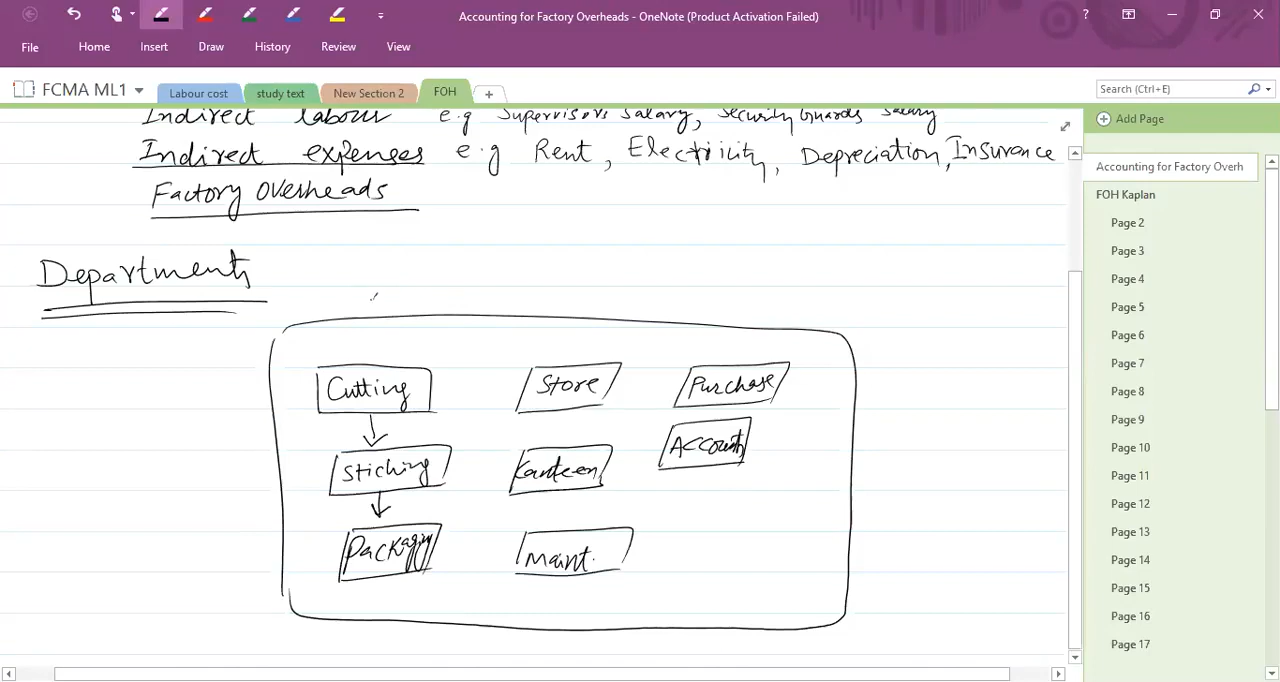 Accounting for Factory Overheads - OneNote (Product Activation Failed)
File Home Insert Draw History Review View
FCMA ML1 Labour cost study text New Section 2 FOH
Search (Ctrl+E)
Add Page
Indirect labour e.g Supervisors salary, Security guards salary
Indirect expenses e.g Rent, Electricity, Depreciation, Insurance
Factory Overheads
Departments
Cutting Store Purchase
Accounts
Stiching Kanteen
Packaging Maint.
Accounting for Factory Overh
FOH Kaplan
Page 2
Page 3
Page 4
Page 5
Page 6
Page 7
Page 8
Page 9
Page 10
Page 11
Page 12
Page 13
Page 14
Page 15
Page 16
Page 17